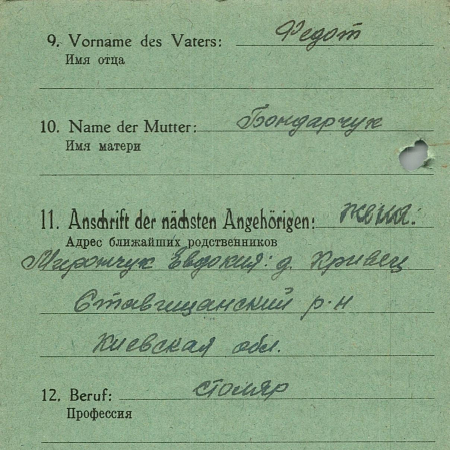 9. Vorname des Vaters: Федот
Имя отца
10. Name der Mutter: Бондарчук
Имя матери
11. Anschrift der nächsten Angehörigen: жена:
Адрес ближайших родственников
Мирончук Евдокия: д. Кривец
Ставищанский р-н
Киевская обл.
12. Beruf: столяр
Профессия